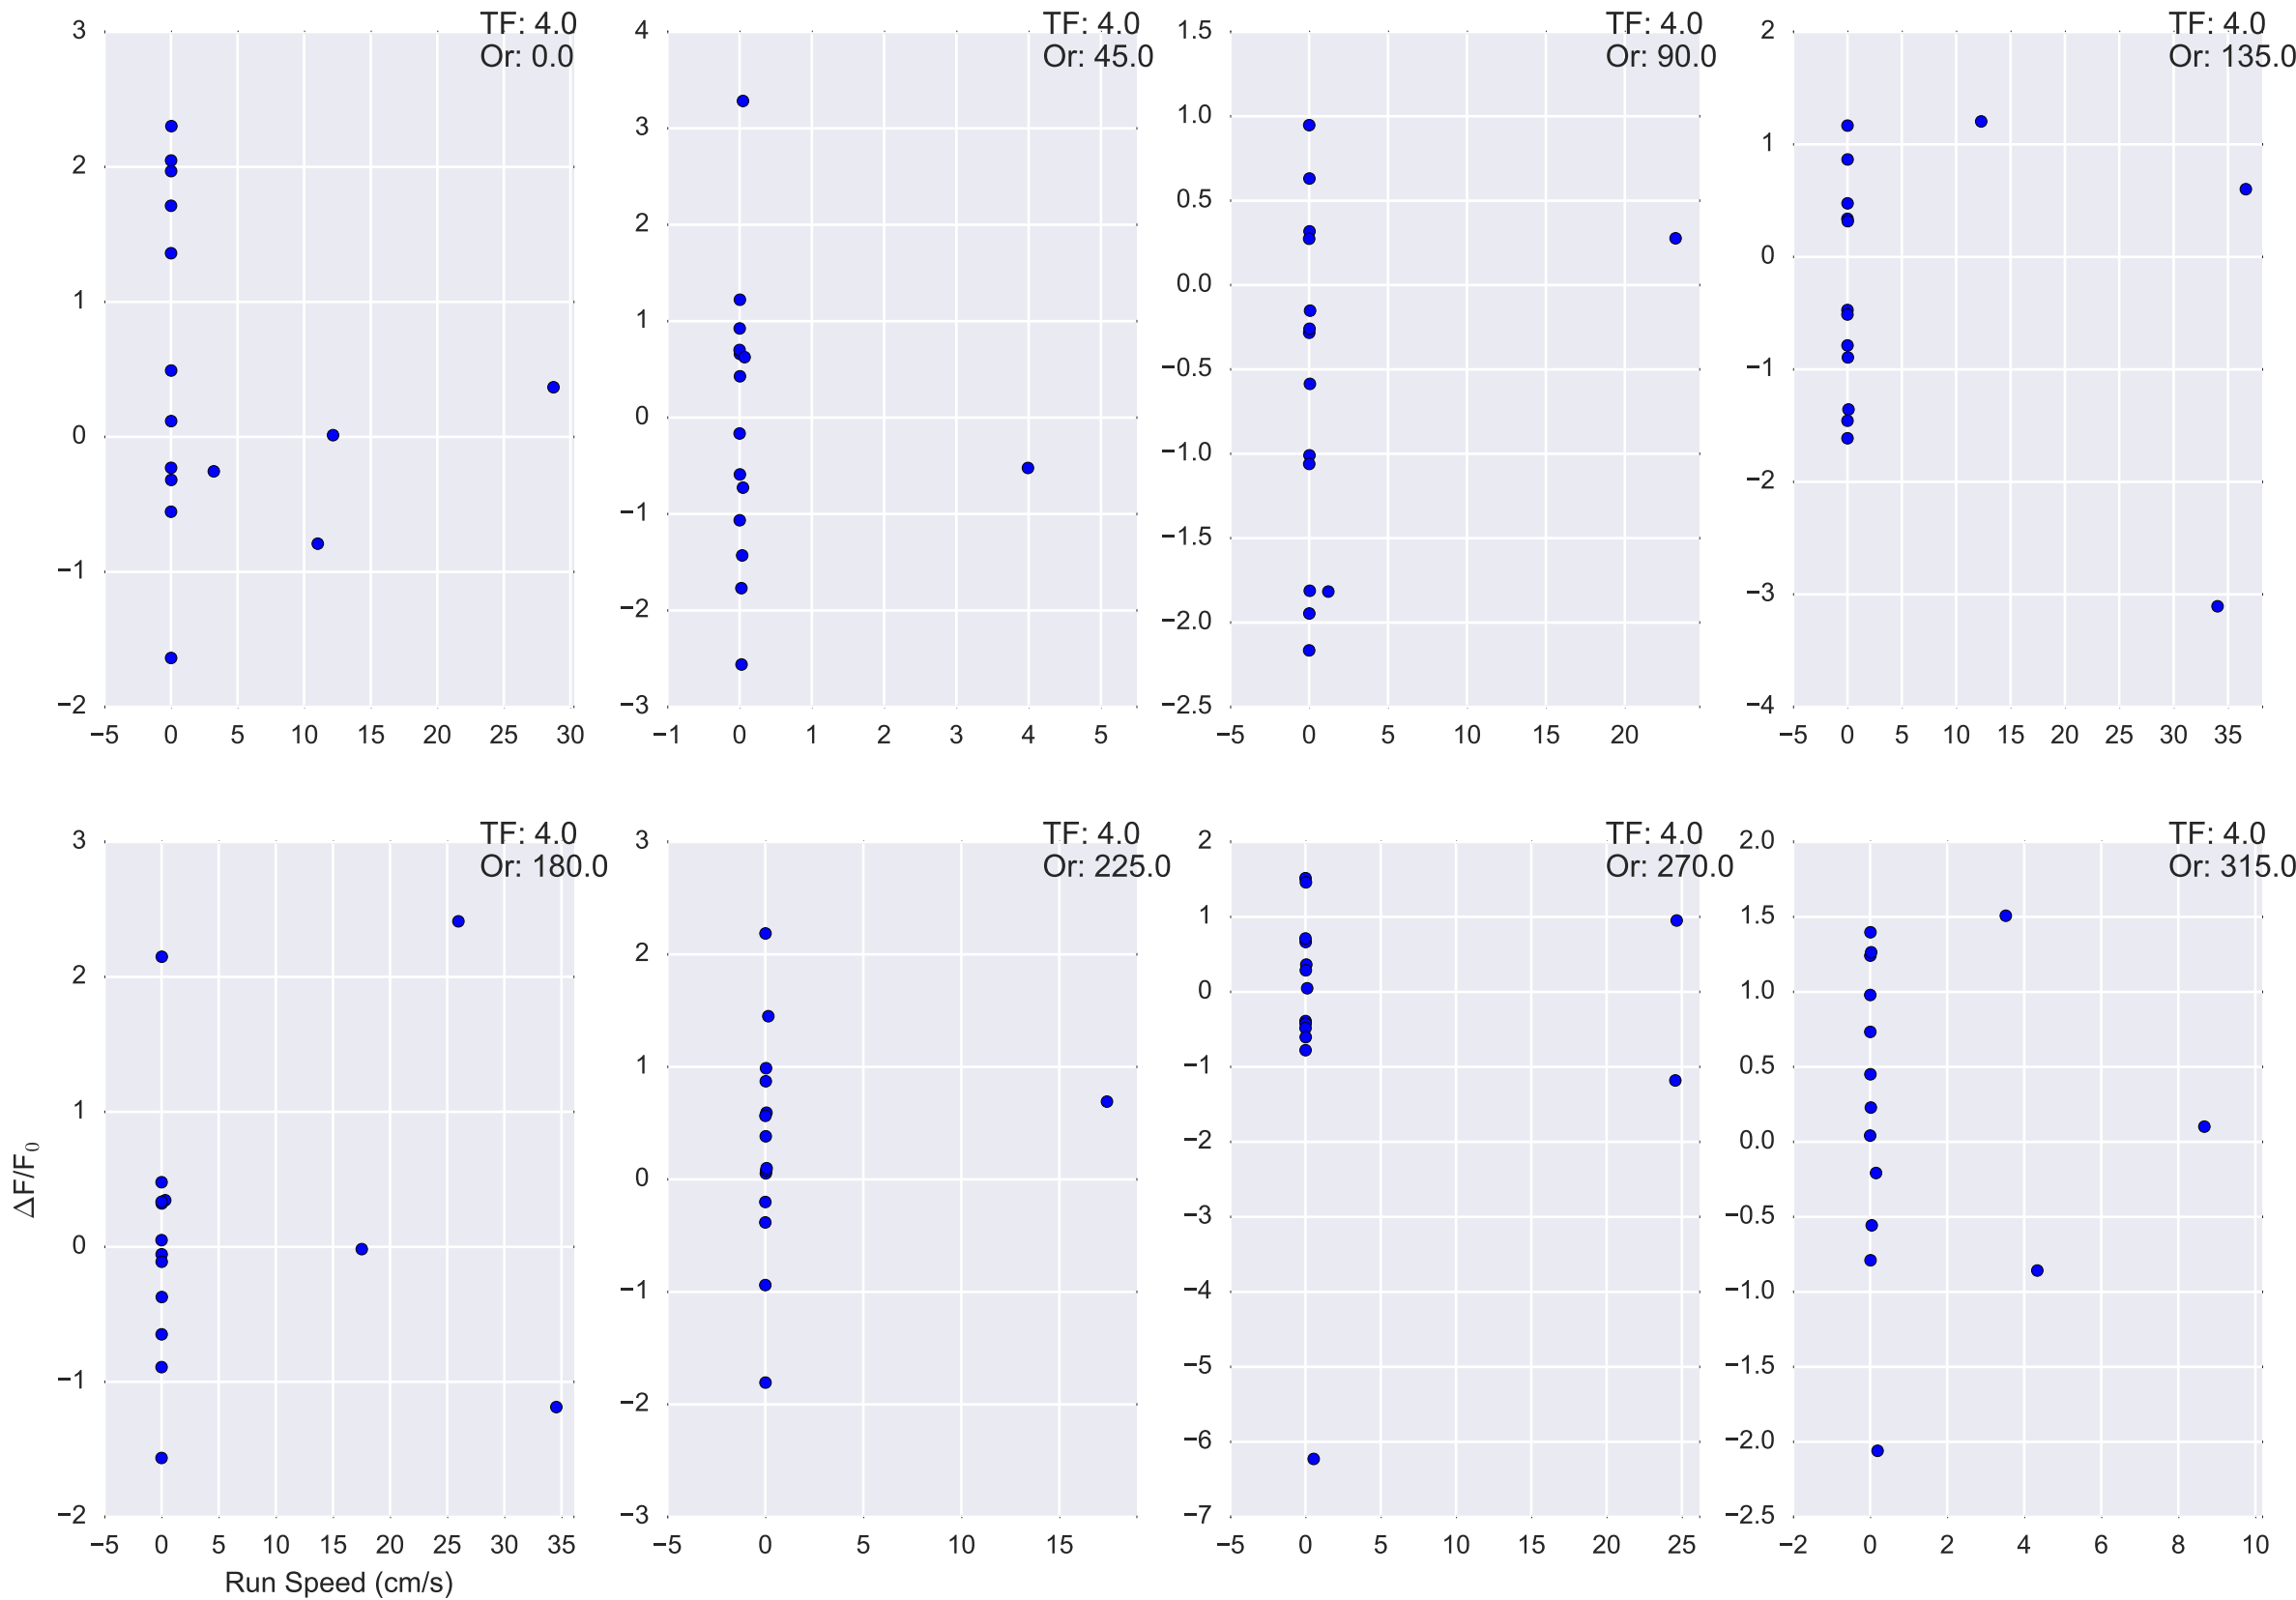 TF: 4.0
Or: 0.0
3
2
1
0
−1
−2
−5 0 5 10 15 20 25 30
TF: 4.0
Or: 45.0
4
3
2
1
0
−1
−2
−3
−1 0 1 2 3 4 5
TF: 4.0
Or: 90.0
1.5
1.0
0.5
0.0
−0.5
−1.0
−1.5
−2.0
−2.5
−5 0 5 10 15 20
TF: 4.0
Or: 135.0
2
1
0
−1
−2
−3
−4
−5 0 5 10 15 20 25 30 35
TF: 4.0
Or: 180.0
3
2
1
0
−1
−2
−5 0 5 10 15 20 25 30 35
Run Speed (cm/s)
ΔF/F₀
TF: 4.0
Or: 225.0
3
2
1
0
−1
−2
−3
−5 0 5 10 15
TF: 4.0
Or: 270.0
2
1
0
−1
−2
−3
−4
−5
−6
−7
−5 0 5 10 15 20 25
TF: 4.0
Or: 315.0
2.0
1.5
1.0
0.5
0.0
−0.5
−1.0
−1.5
−2.0
−2.5
−2 0 2 4 6 8 10